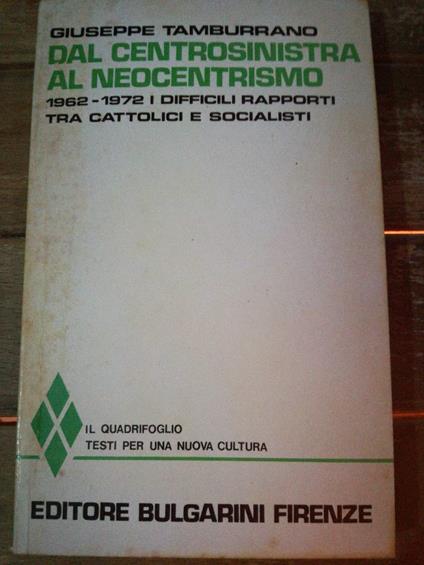 GIUSEPPE TAMBURRANO
DAL CENTROSINISTRA
AL NEOCENTRISMO
1962-1972 I DIFFICILI RAPPORTI
TRA CATTOLICI E SOCIALISTI
IL QUADRIFOGLIO
TESTI PER UNA NUOVA CULTURA
EDITORE BULGARINI FIRENZE